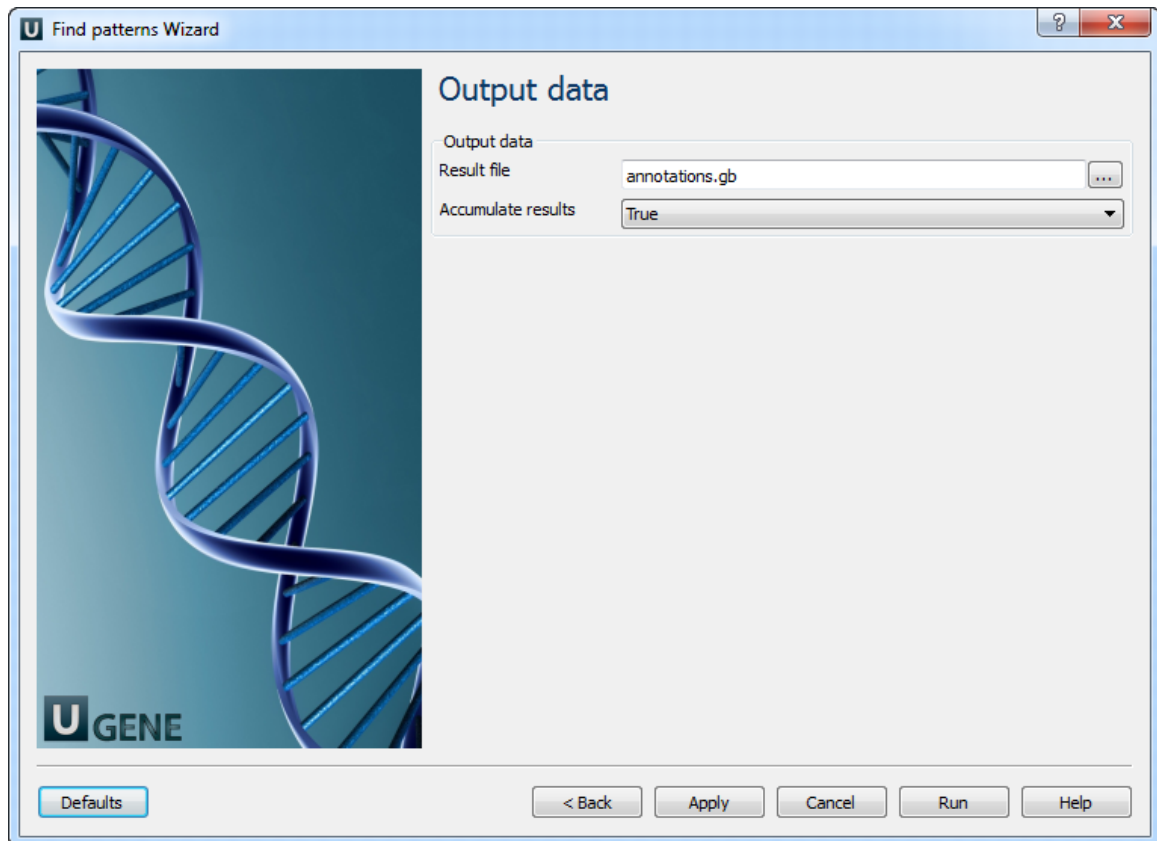 U Find patterns Wizard
?
X
Output data
Output data
Result file
annotations.gb
...
Accumulate results
True
U GENE
Defaults
< Back
Apply
Cancel
Run
Help